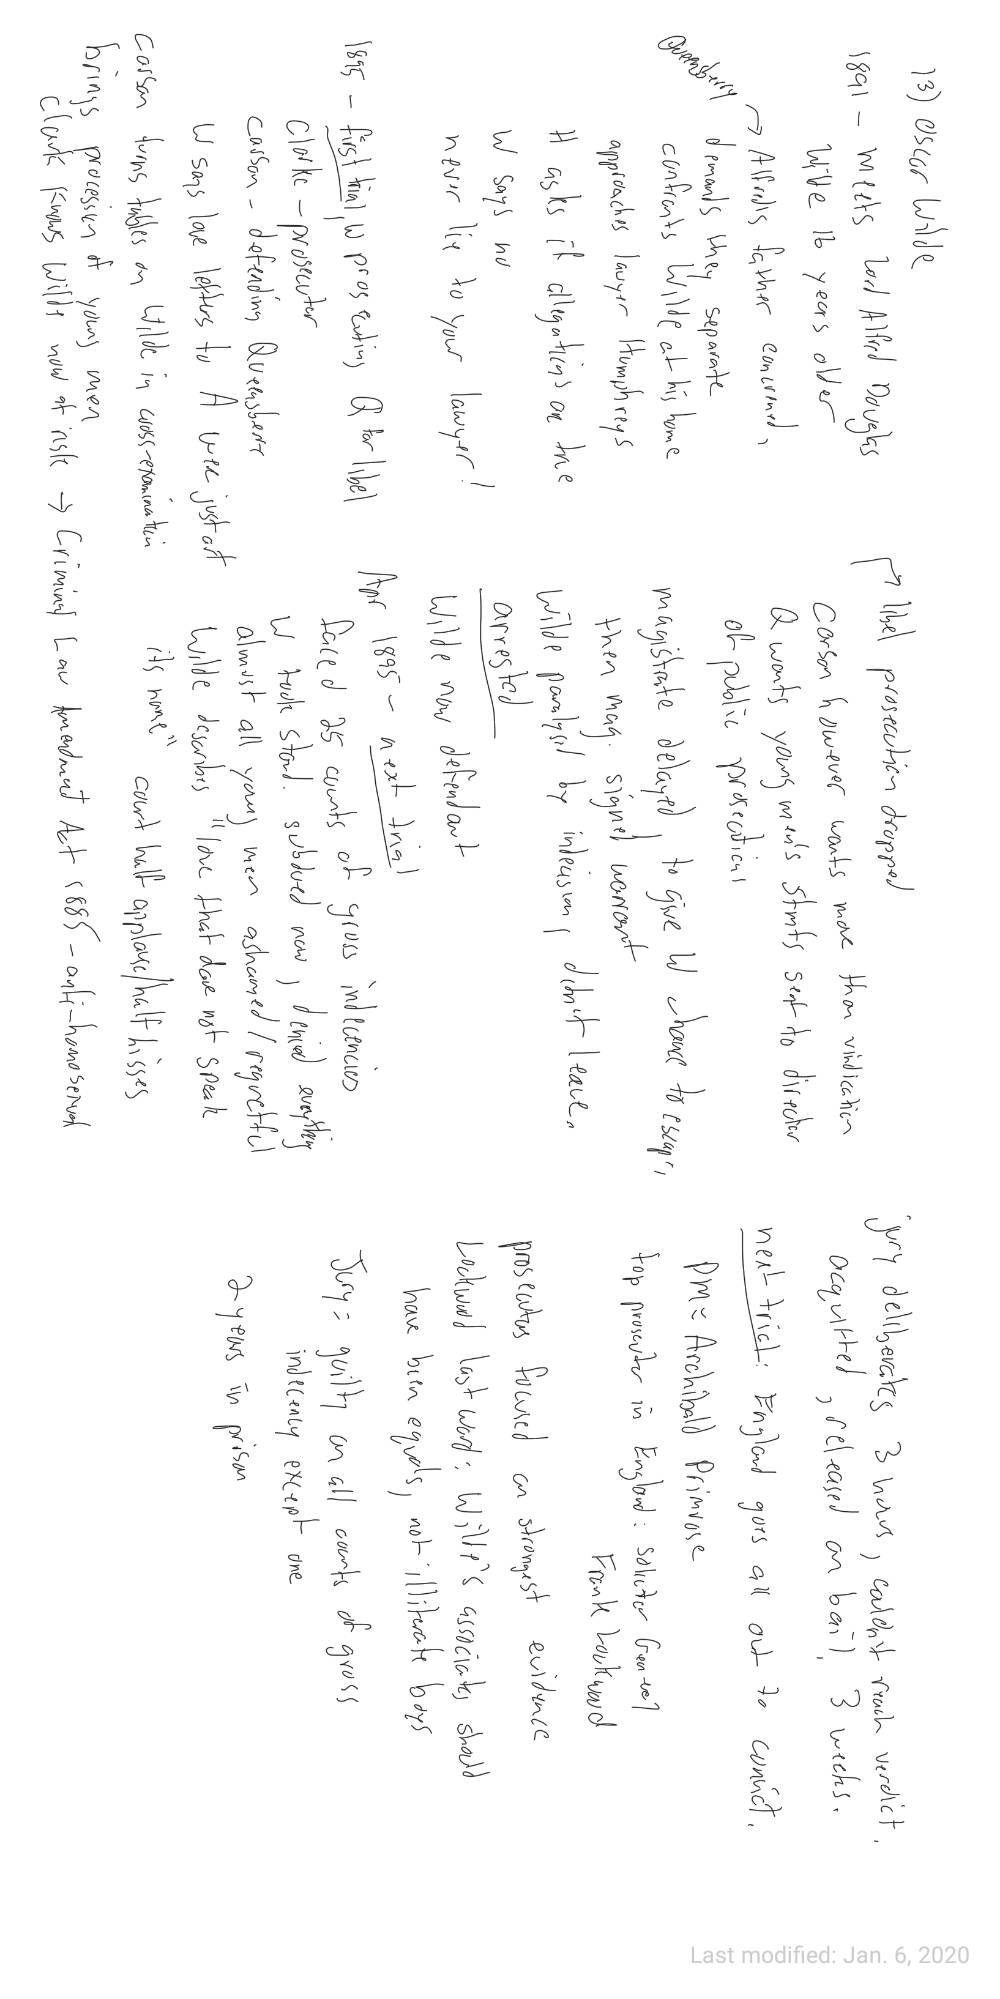 13) Oscar Wilde
1891 - meets Lord Alfred Douglas
Wilde 16 years older
→ Alfred's father concerned,
Queensberry
demands they separate
confronts Wilde at his home
approaches lawyer Humphreys
H asks if allegations are true
W says no
never lie to your lawyer!
1895 - first trial, W prosecuting Q for libel
Clarke - prosecutor
Carson - defending Queensberry
W says love letters to A were just art
Carson turns tables on Wilde in cross-examination
brings procession of young men
Clark knows Wilde now at risk → Criminal Law Amendment Act 1885 - anti-homosexual
→ libel prosecution dropped
Carson however wants more than vindication
Q wants young men's stmts sent to director
of public prosecutions
magistrate delayed, to give W chance to escape,
then mag. signed warrant
Wilde paralysed by indecision, didn't leave.
arrested
Wilde now defendant
Apr 1895 - next trial
faced 25 counts of gross indecencies
W took stand. subdued now, denied everything
almost all young men ashamed/regretful
Wilde describes "love that dare not speak
its name"
court half applause/half hisses
jury deliberates 3 hours, couldn't reach verdict.
acquitted, released on bail, 3 weeks.
next trial: England goes all out to convict.
PM = Archibald Primrose
top prosecutor in England: Solicitor General
Frank Lockwood
prosecutors focused on strongest evidence
Lockwood last word: Wilde's associates should
have been equals, not illiterate boys
Jury = guilty on all counts of gross
indecency except one
2 years in prison
Last modified: Jan. 6, 2020